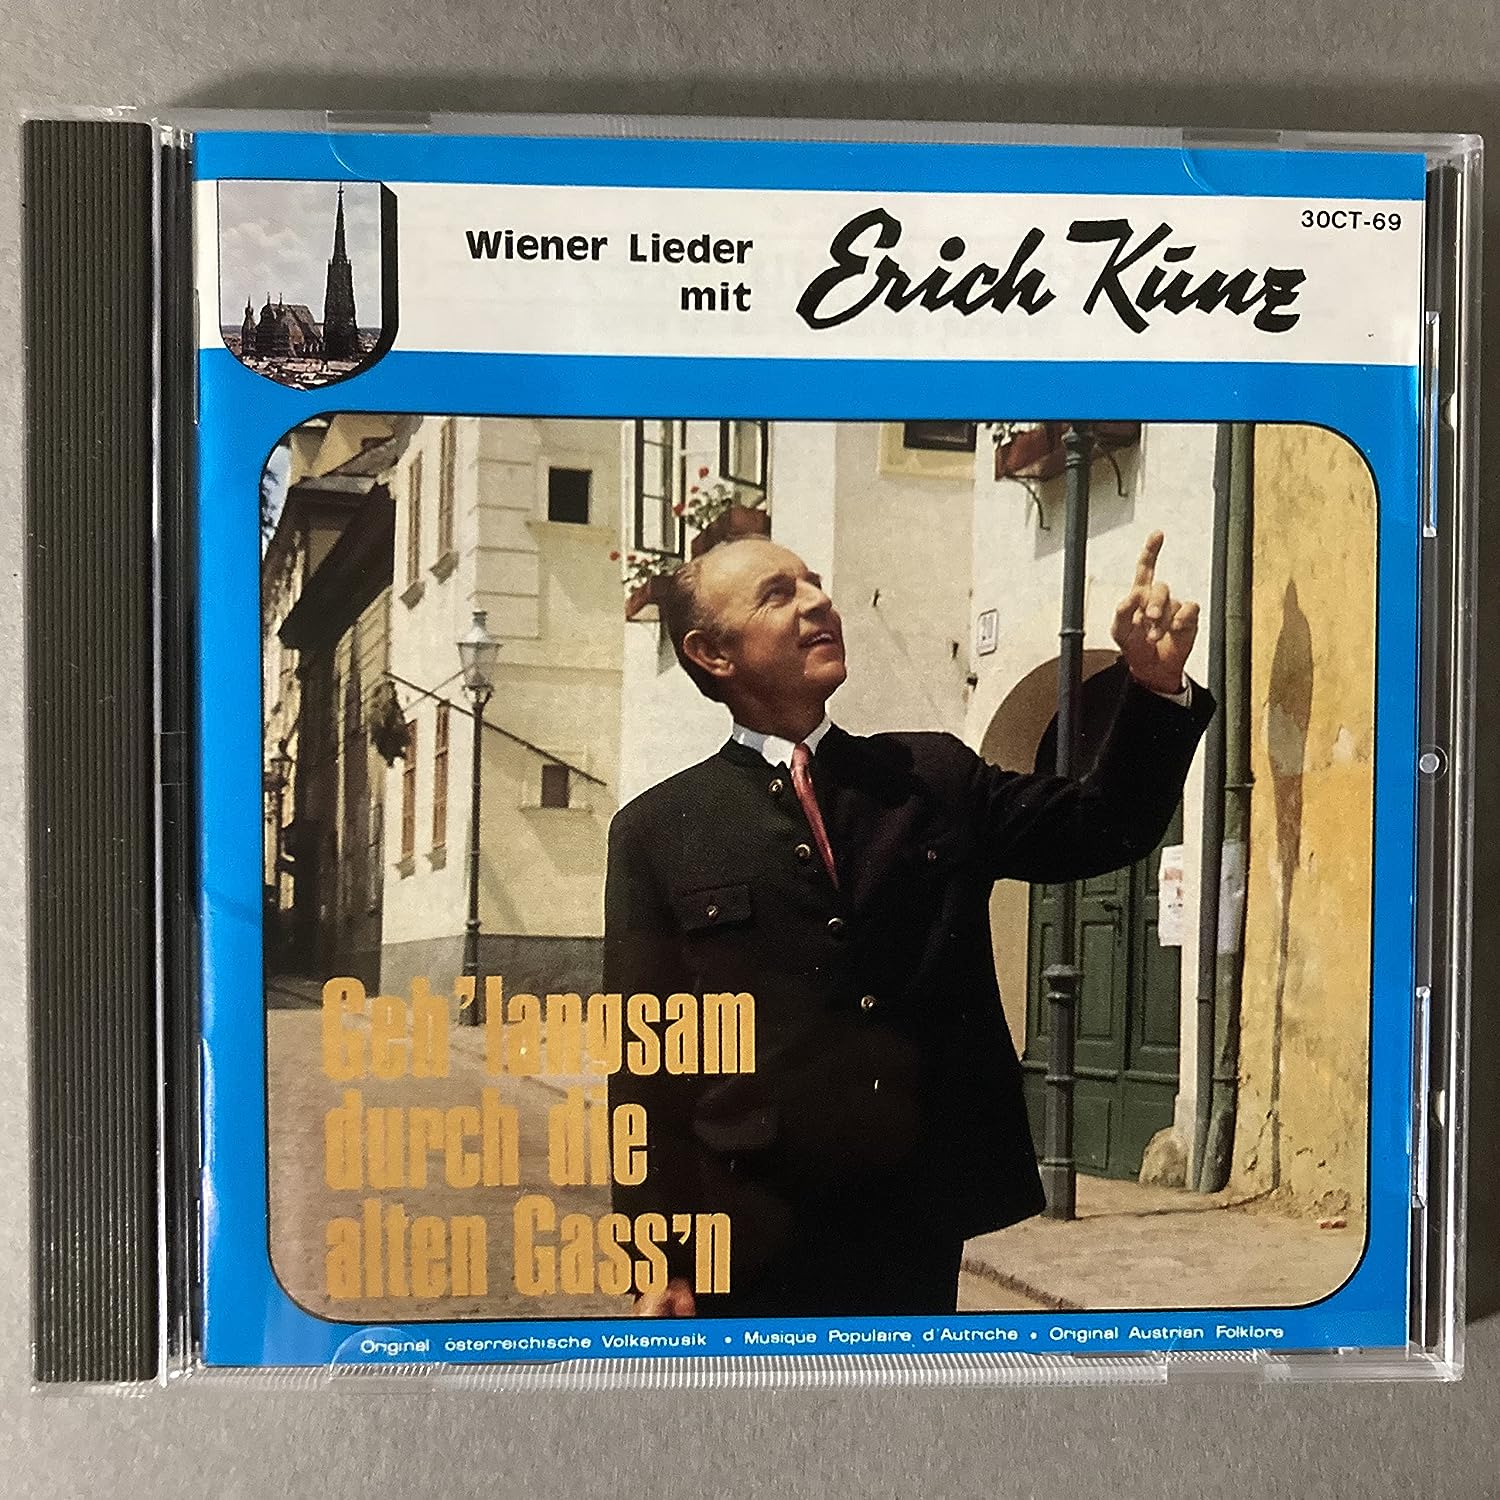 30CT-69
Wiener Lieder
mit Erich Kunz
20
Geh' langsam
durch die
alten Gass'n
Original österreichische Volksmusik • Musique Populaire d'Autriche • Original Austrian Folklore